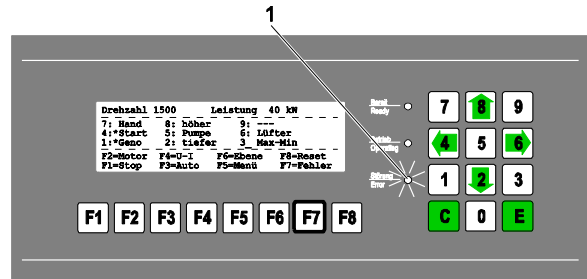 1
Drehzahl 1500 Leistung 40 kW
7: Hand 8: höher 9: ---
4:*Start 5: Pumpe 6: Lüfter
1:*Geno 2: tiefer 3_ Max-Min
F2=Motor F4=U-I F6=Ebene F8=Reset
F1=Stop F3=Auto F5=Menü F7=Fehler
Bereit
Ready
Betrieb
Operating
Störung
Error
7 8 9
4 5 6
1 2 3
C 0 E
F1 F2 F3 F4 F5 F6 F7 F8